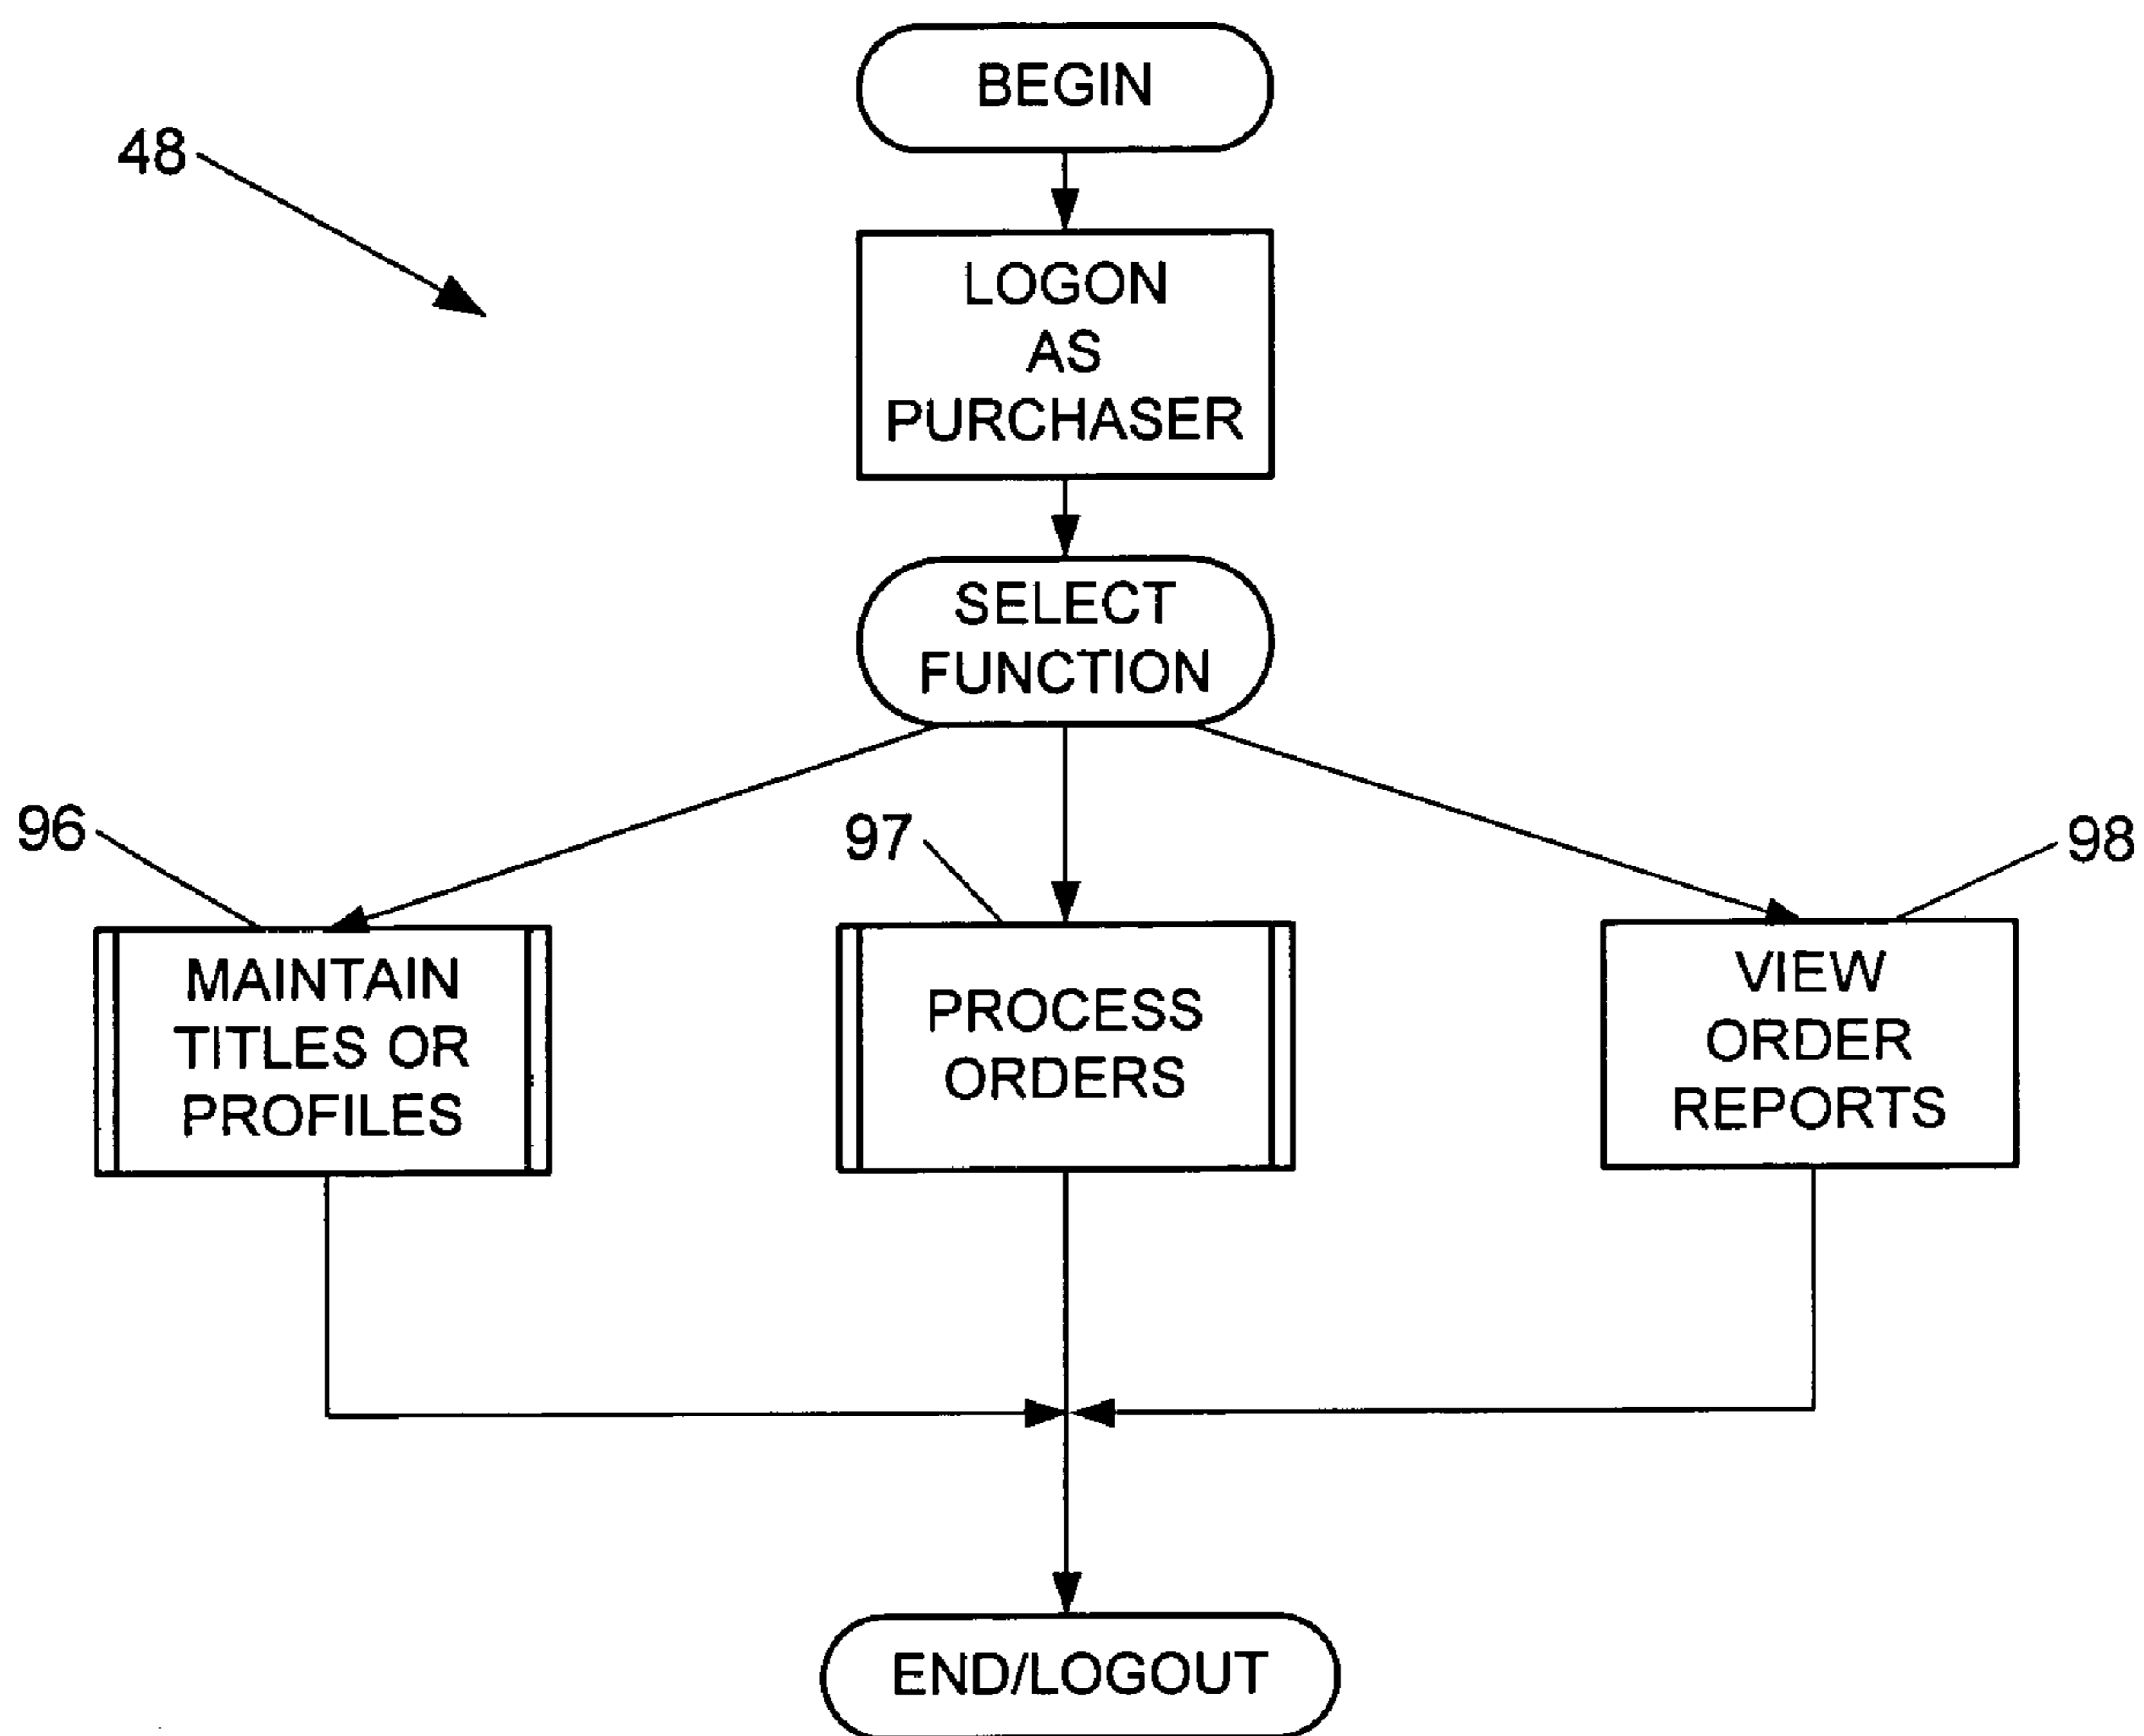 BEGIN
48
LOGON
AS
PURCHASER
SELECT
FUNCTION
96
97
98
MAINTAIN
TITLES OR
PROFILES
PROCESS
ORDERS
VIEW
ORDER
REPORTS
END/LOGOUT